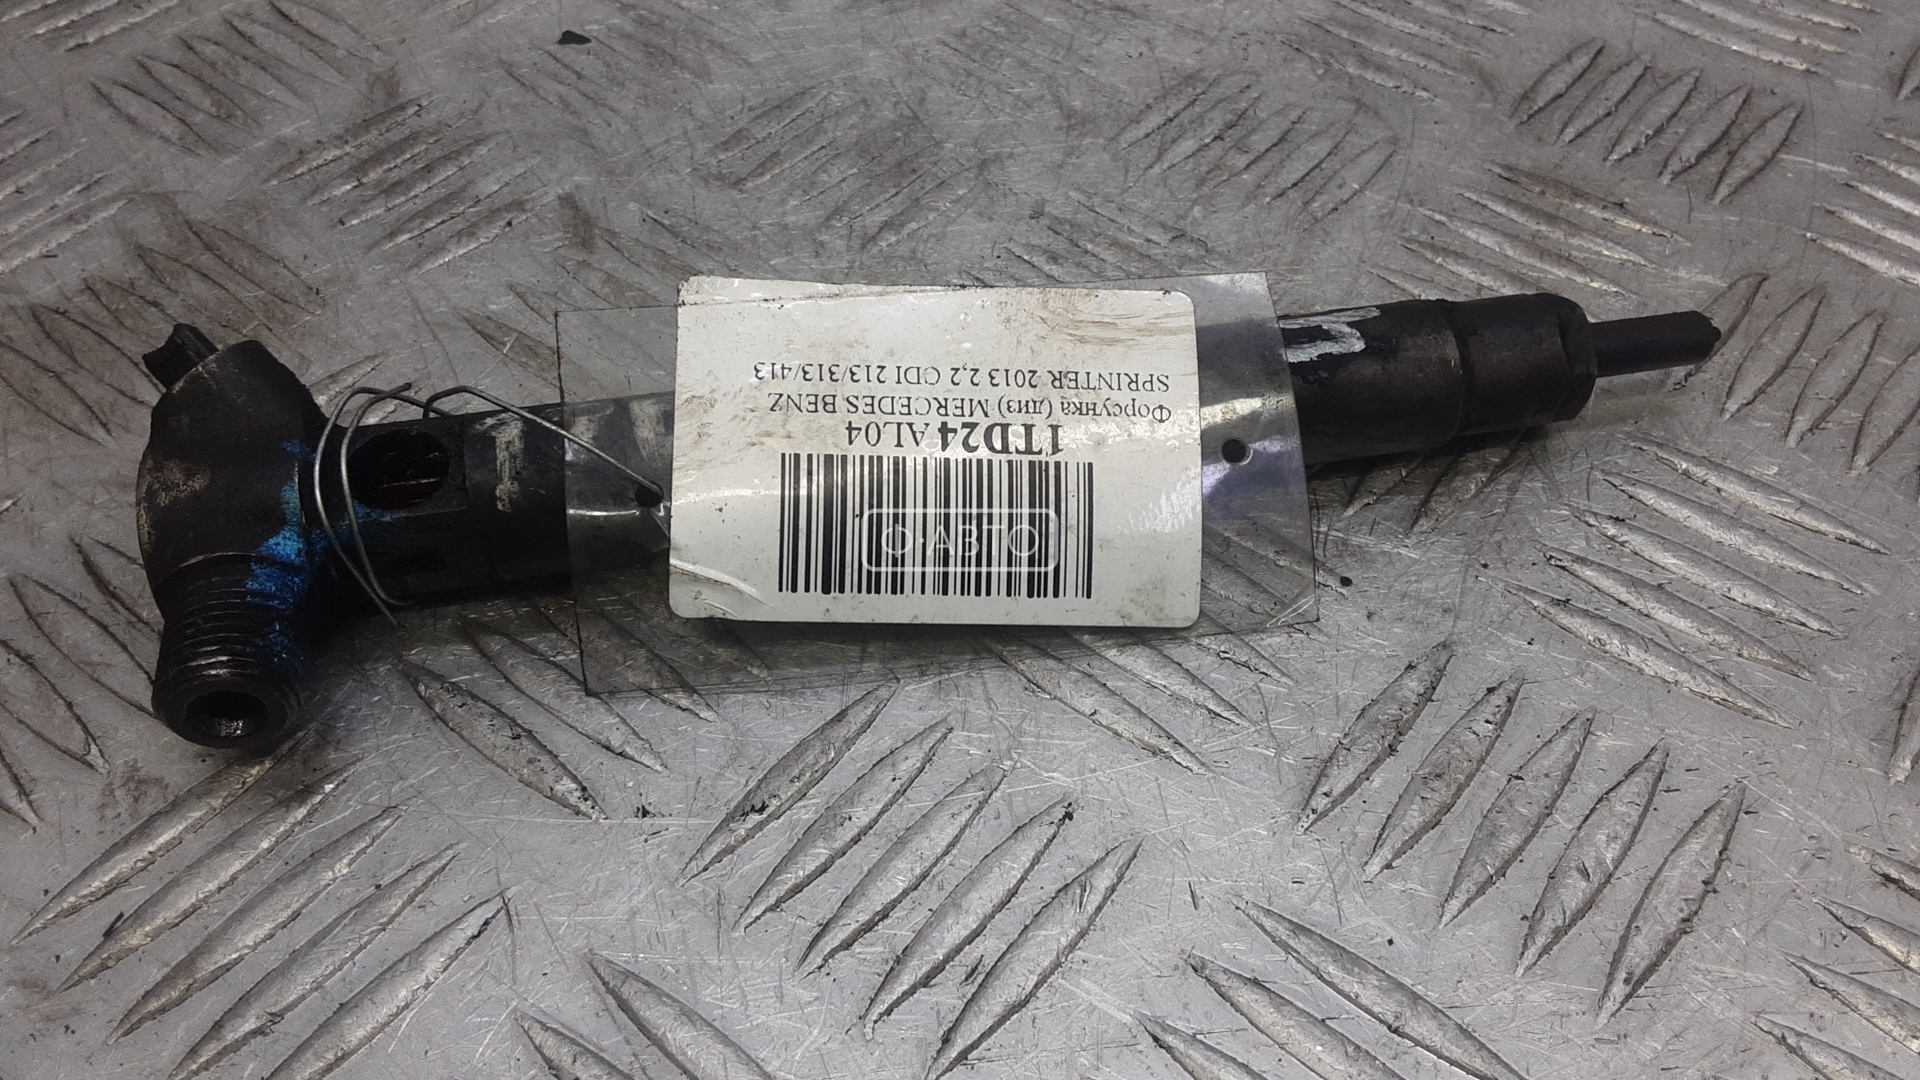 1TD24 AL04
Форсунка (диз) MERCEDES BENZ
SPRINTER 2013 2,2 CDI 213/313/413
Ф·АВТО